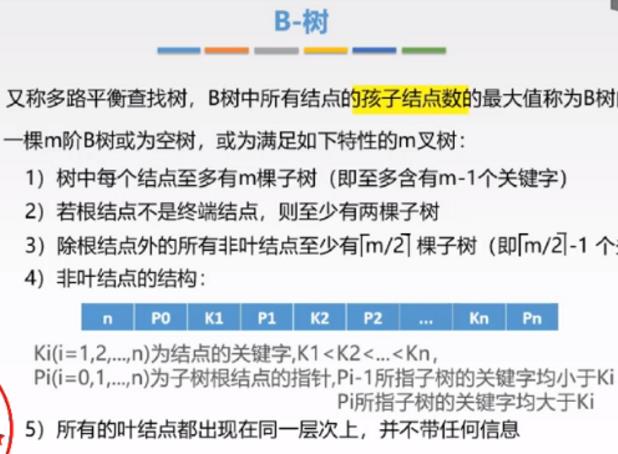 B-树
又称多路平衡查找树，B树中所有结点的孩子结点数的最大值称为B树
一棵m阶B树或为空树，或为满足如下特性的m叉树：
1）树中每个结点至多有m棵子树（即至多含有m-1个关键字）
2）若根结点不是终端结点，则至少有两棵子树
3）除根结点外的所有非叶结点至少有⌈m/2⌉ 棵子树（即⌈m/2⌉-1 个
4）非叶结点的结构：
n P0 K1 P1 K2 P2 ... Kn Pn
Ki(i=1,2,...,n)为结点的关键字,K1<K2<...<Kn,
Pi(i=0,1,...,n)为子树根结点的指针,Pi-1所指子树的关键字均小于Ki
Pi所指子树的关键字均大于Ki
5）所有的叶结点都出现在同一层次上，并不带任何信息